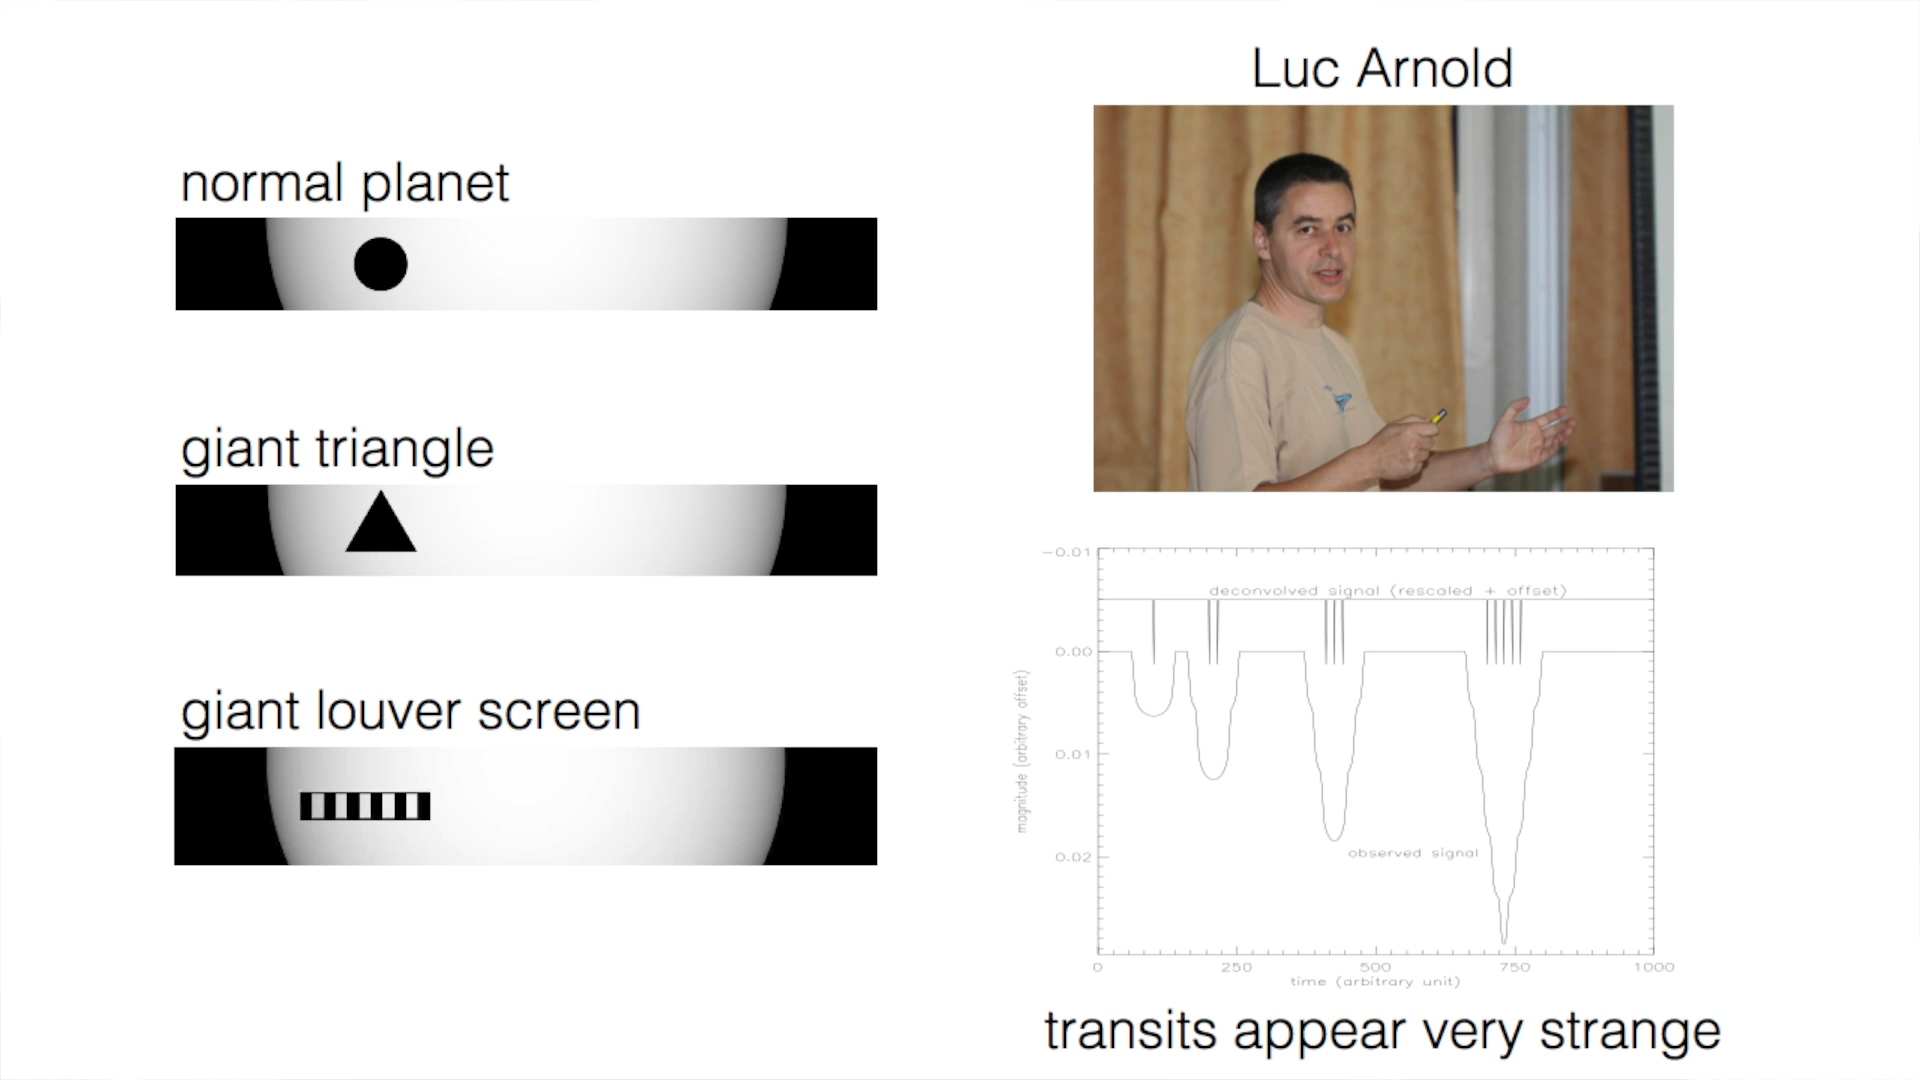 Luc Arnold
normal planet
giant triangle
giant louver screen
-0.01
deconvolved signal (rescaled + offset)
0.00
magnitude (arbitrary offset)
0.01
observed signal
0.02
0 250 500 750 1000
time (arbitrary unit)
transits appear very strange